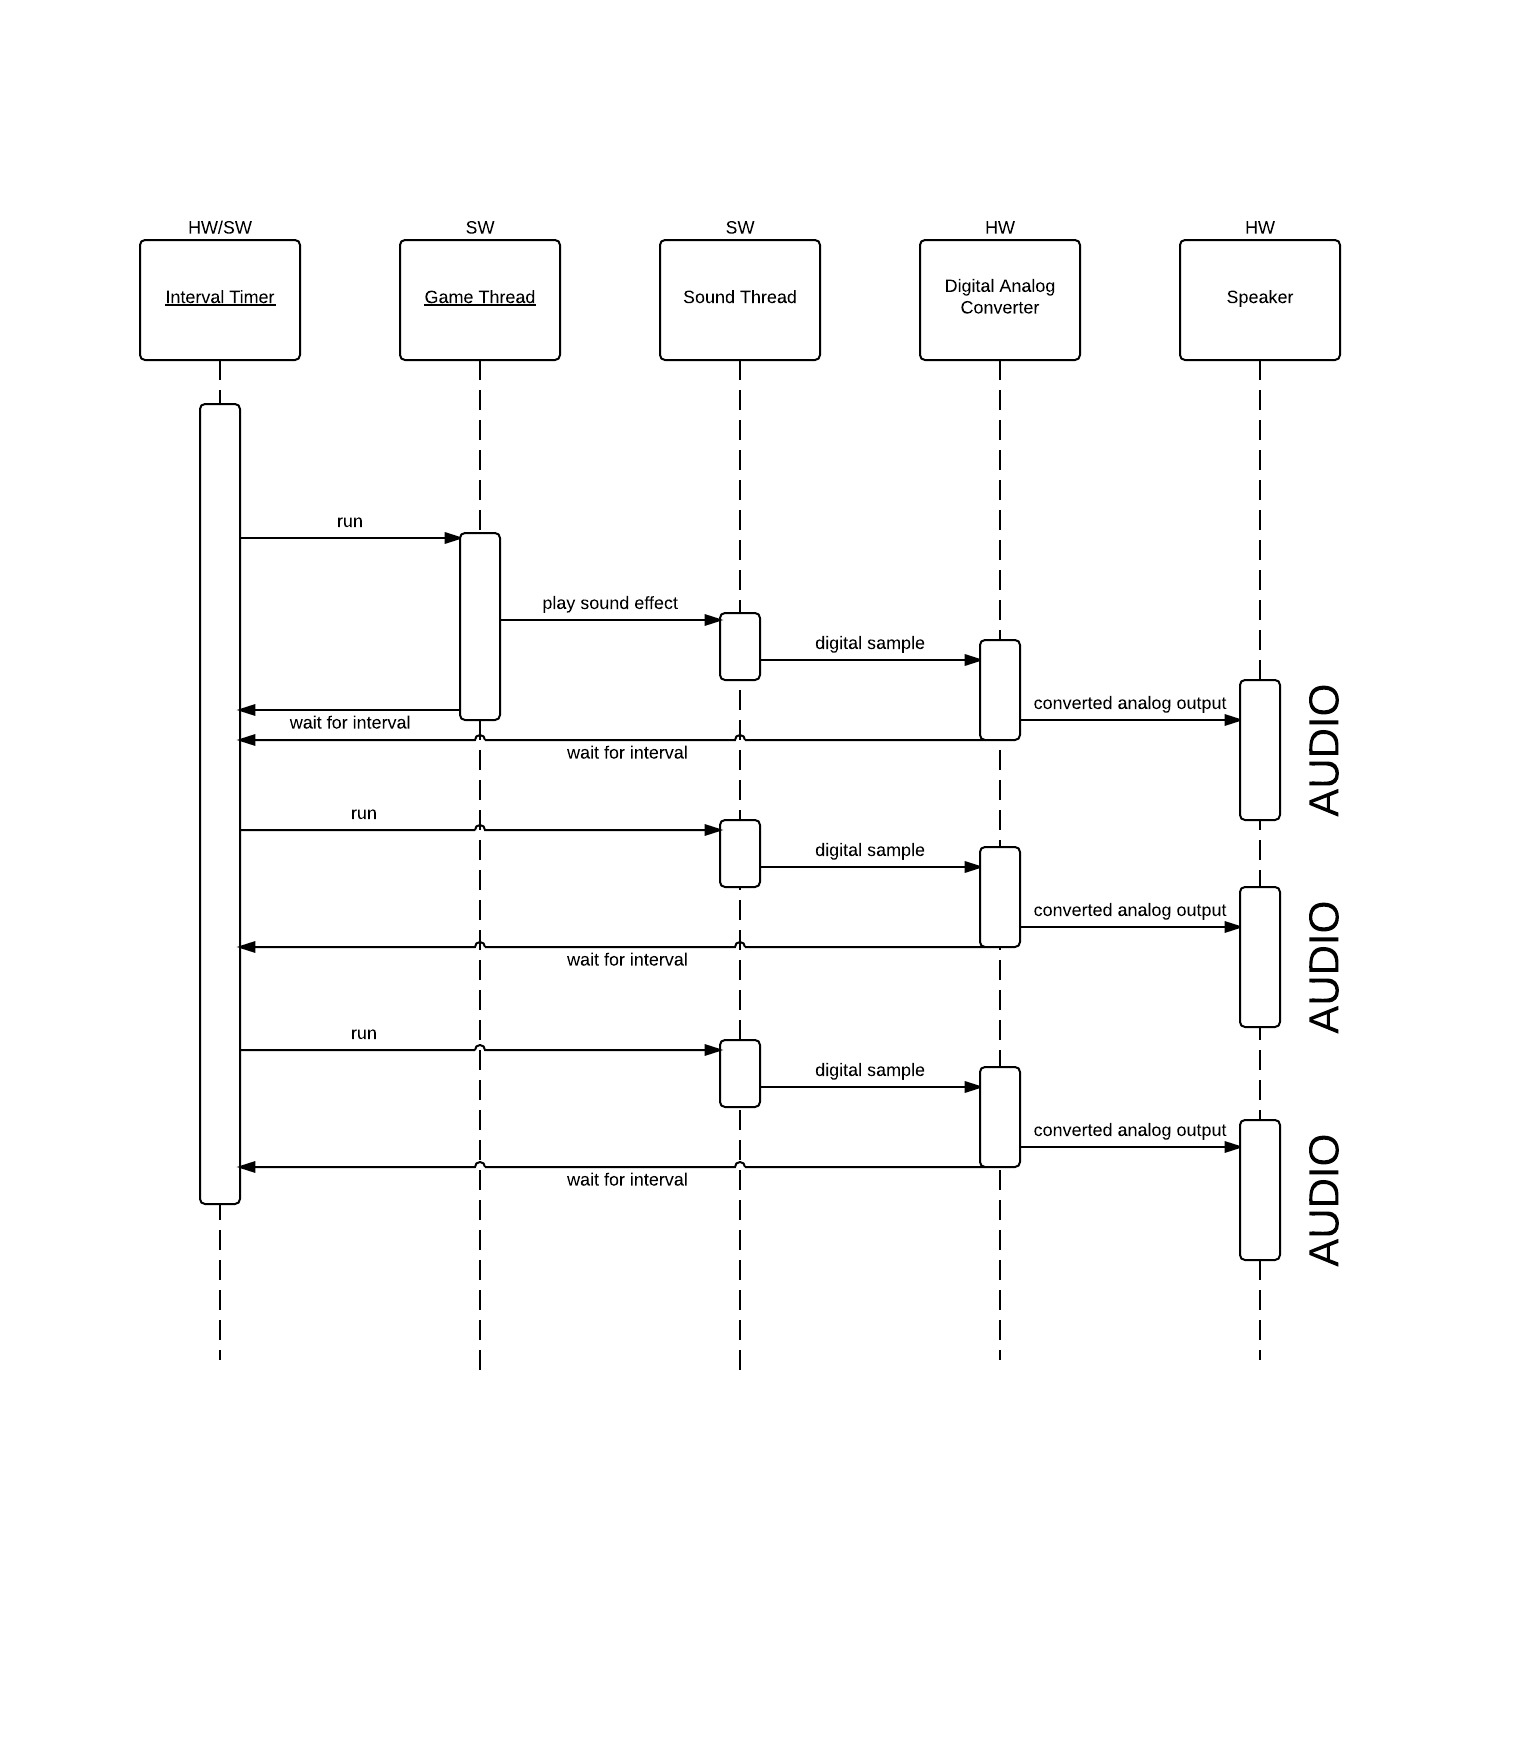 HW/SW
SW
SW
HW
HW
Interval Timer
Game Thread
Sound Thread
Digital Analog
Converter
Speaker
run
play sound effect
digital sample
converted analog output
wait for interval
wait for interval
AUDIO
run
digital sample
converted analog output
wait for interval
AUDIO
run
digital sample
converted analog output
wait for interval
AUDIO